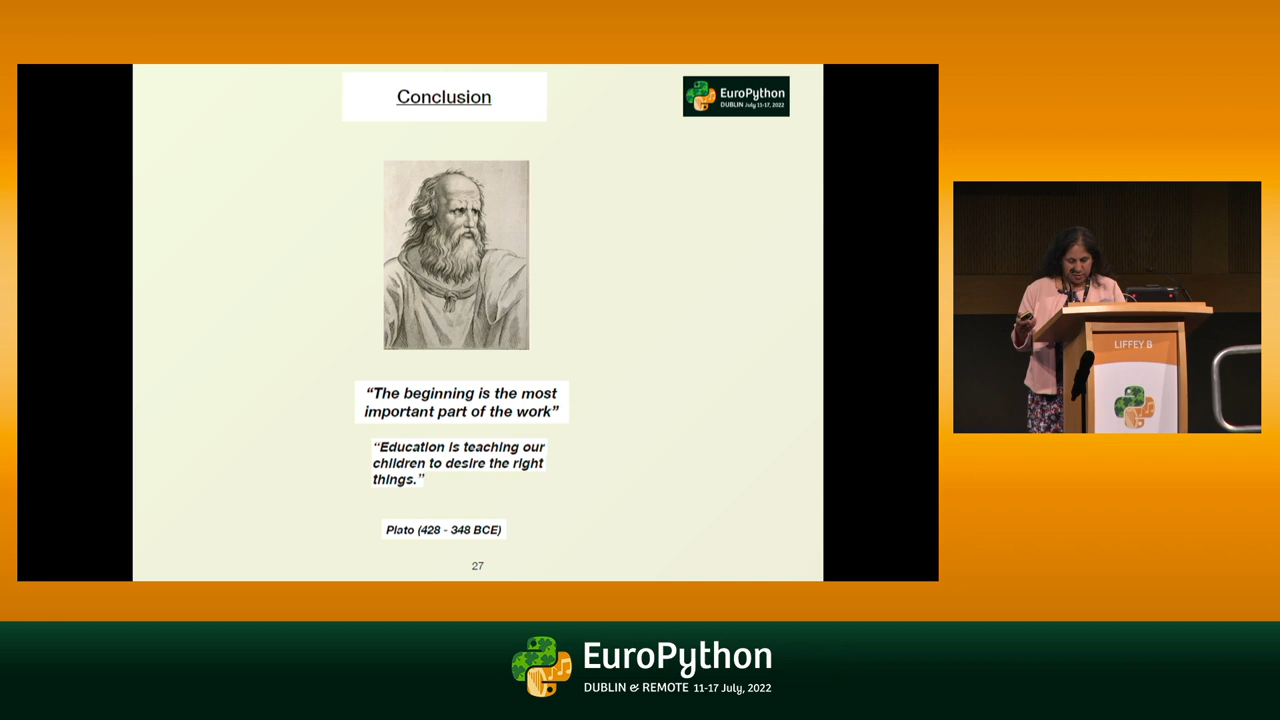 Conclusion
EuroPython
DUBLIN July 11-17, 2022
“The beginning is the most
important part of the work”
“Education is teaching our
children to desire the right
things.”
Plato (428 - 348 BCE)
27
LIFFEY B
EuroPython
DUBLIN & REMOTE 11-17 July, 2022